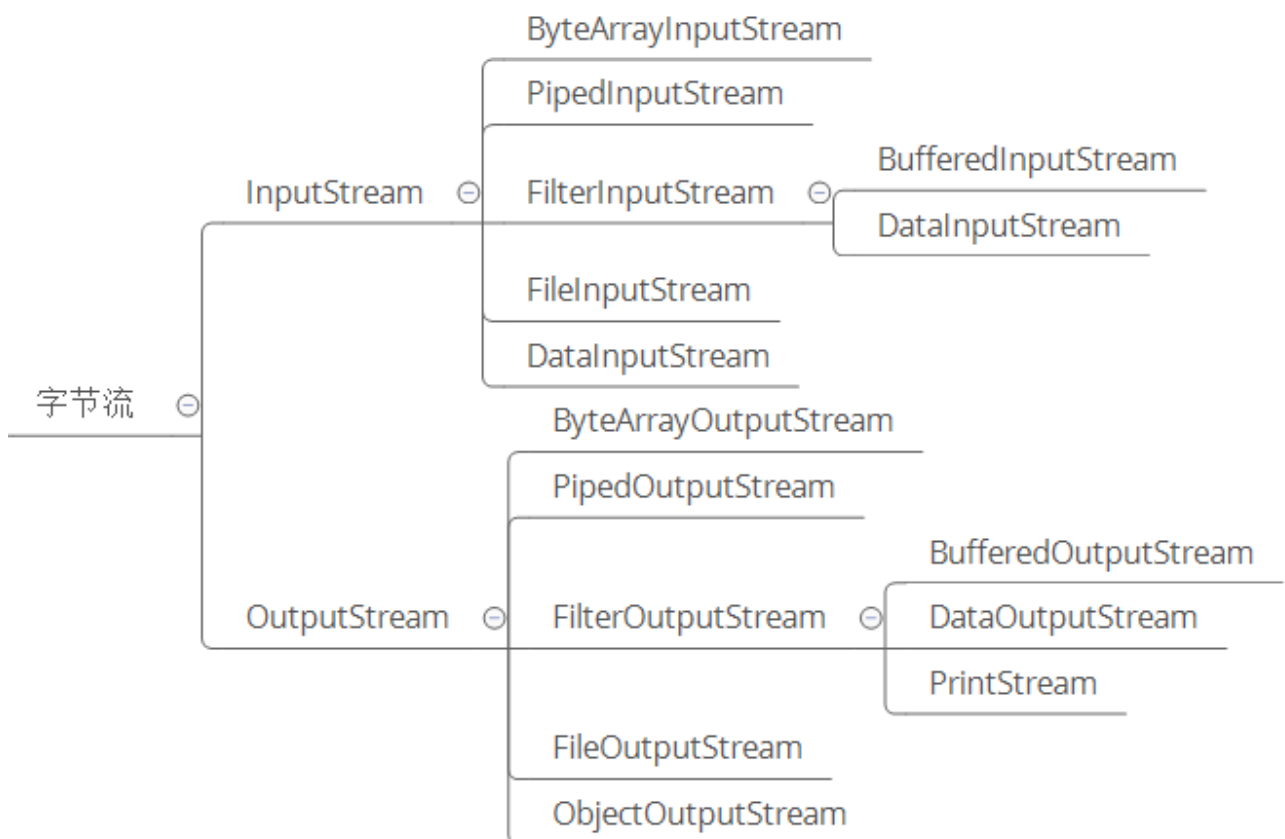 字节流
InputStream
ByteArrayInputStream
PipedInputStream
FilterInputStream
BufferedInputStream
DataInputStream
FileInputStream
DataInputStream
OutputStream
ByteArrayOutputStream
PipedOutputStream
FilterOutputStream
BufferedOutputStream
DataOutputStream
PrintStream
FileOutputStream
ObjectOutputStream